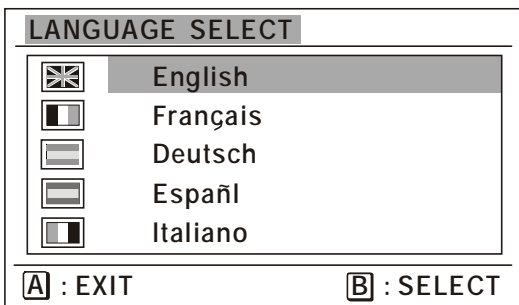 LANGUAGE SELECT
English
Français
Deutsch
Españl
Italiano
A : EXIT B : SELECT